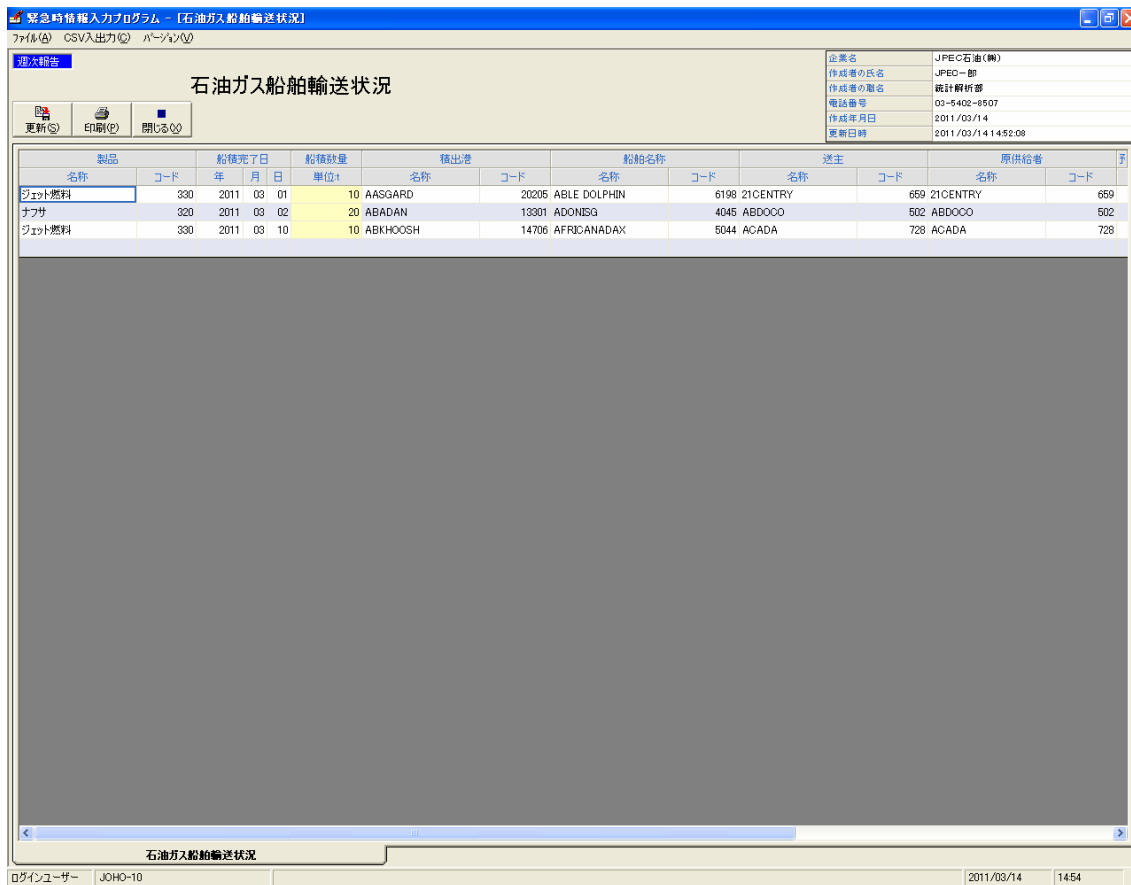 緊急時情報入力プログラム - [石油ガス船舶輸送状況]
ﾌｧｲﾙ(A) CSV入出力(C) ﾊﾞｰｼﾞｮﾝ(V)
週次報告
石油ガス船舶輸送状況
企業名 JPEC石油(株)
作成者の氏名 JPEC一郎
作成者の職名 統計解析部
電話番号 03-5402-8507
作成年月日 2011/03/14
更新日時 2011/03/14 14:52:08
更新(S) 印刷(P) 閉じる(X)
製品 船積完了日 船積数量 積出港 船舶名称 送主 原供給者 予
名称 コード 年 月 日 単位:t 名称 コード 名称 コード 名称 コード 名称 コード
ジェット燃料 330 2011 03 01 10 AASGARD 20205 ABLE DOLPHIN 6198 21CENTRY 659 21CENTRY 659
ナフサ 320 2011 03 02 20 ABADAN 13301 ADONISG 4045 ABDOCO 502 ABDOCO 502
ジェット燃料 330 2011 03 10 10 ABKHOOSH 14706 AFRICANADAX 5044 ACADA 728 ACADA 728
石油ガス船舶輸送状況
ログインユーザー JOHO-10 2011/03/14 14:54